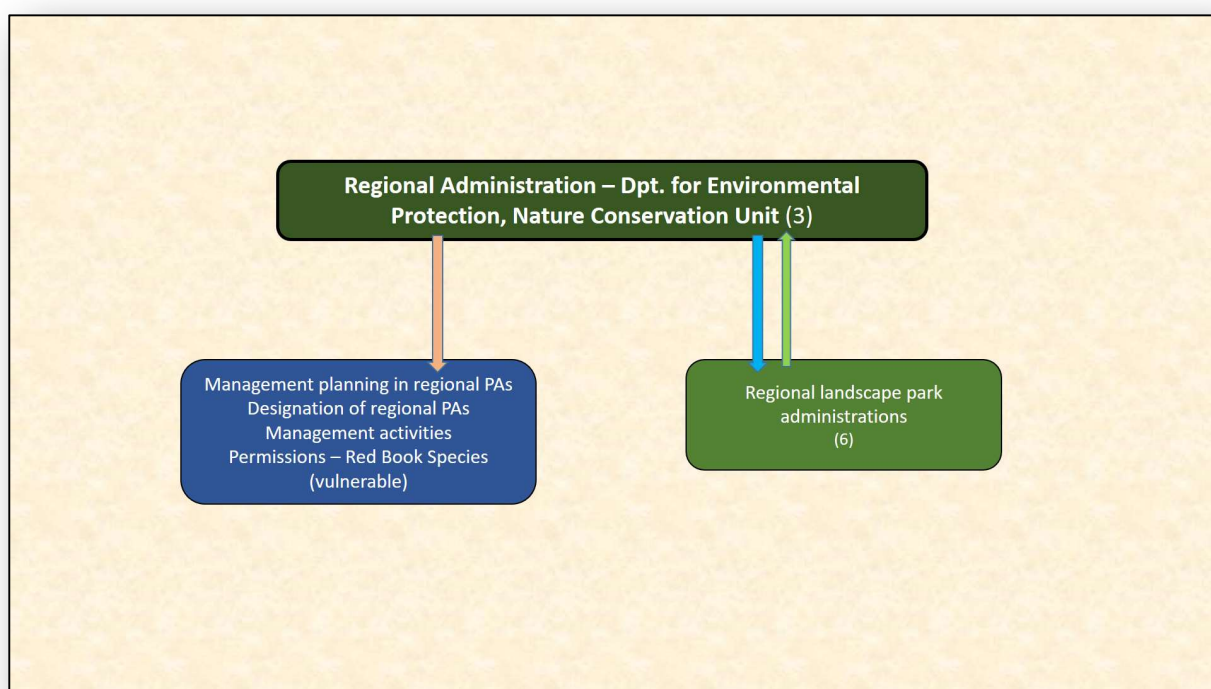 Regional Administration – Dpt. for Environmental
Protection, Nature Conservation Unit (3)
Management planning in regional PAs
Designation of regional PAs
Management activities
Permissions – Red Book Species
(vulnerable)
Regional landscape park
administrations
(6)